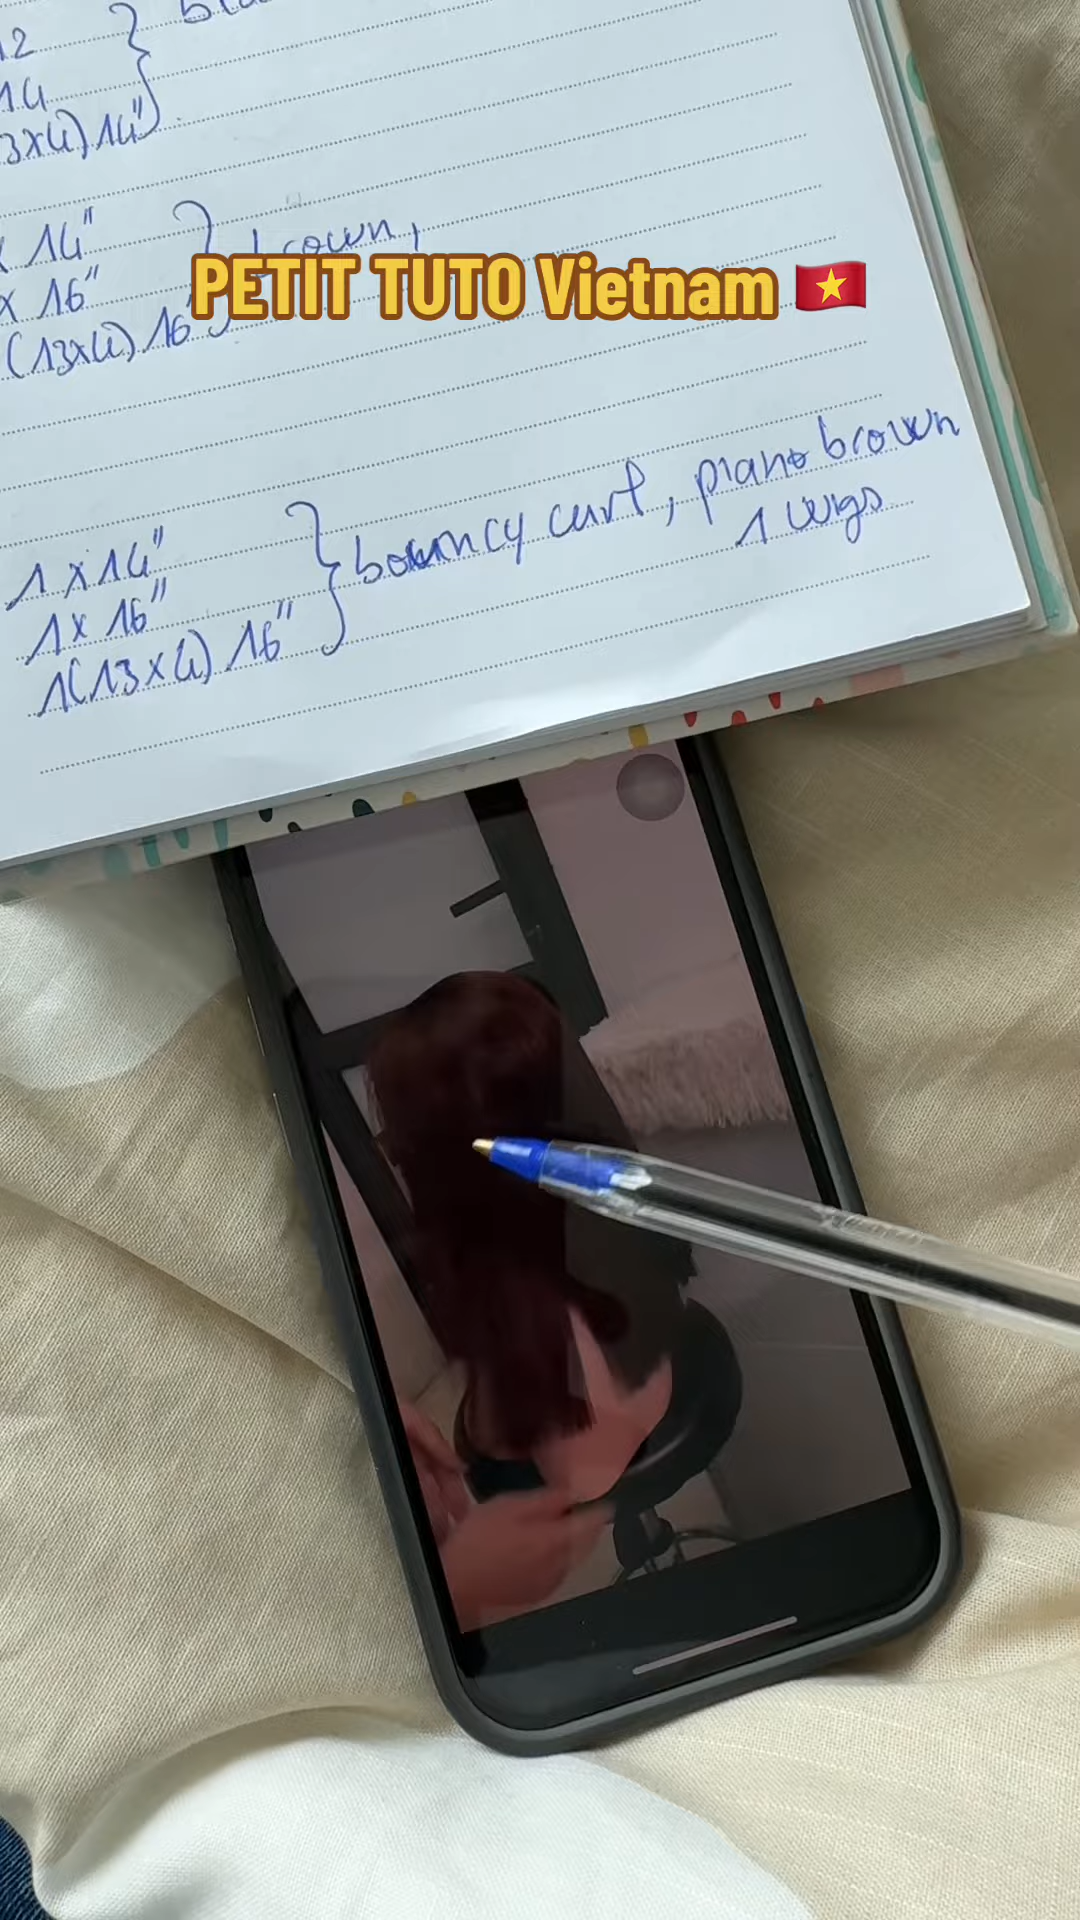 12
14
3x4) 14"
x 14"
x 16"
(13x4) 16"
brown,
PETIT TUTO Vietnam 🇻🇳
1 x 14"
1 x 16"
1(13x4) 16"
bouncy curl, piano brown
1 wigs